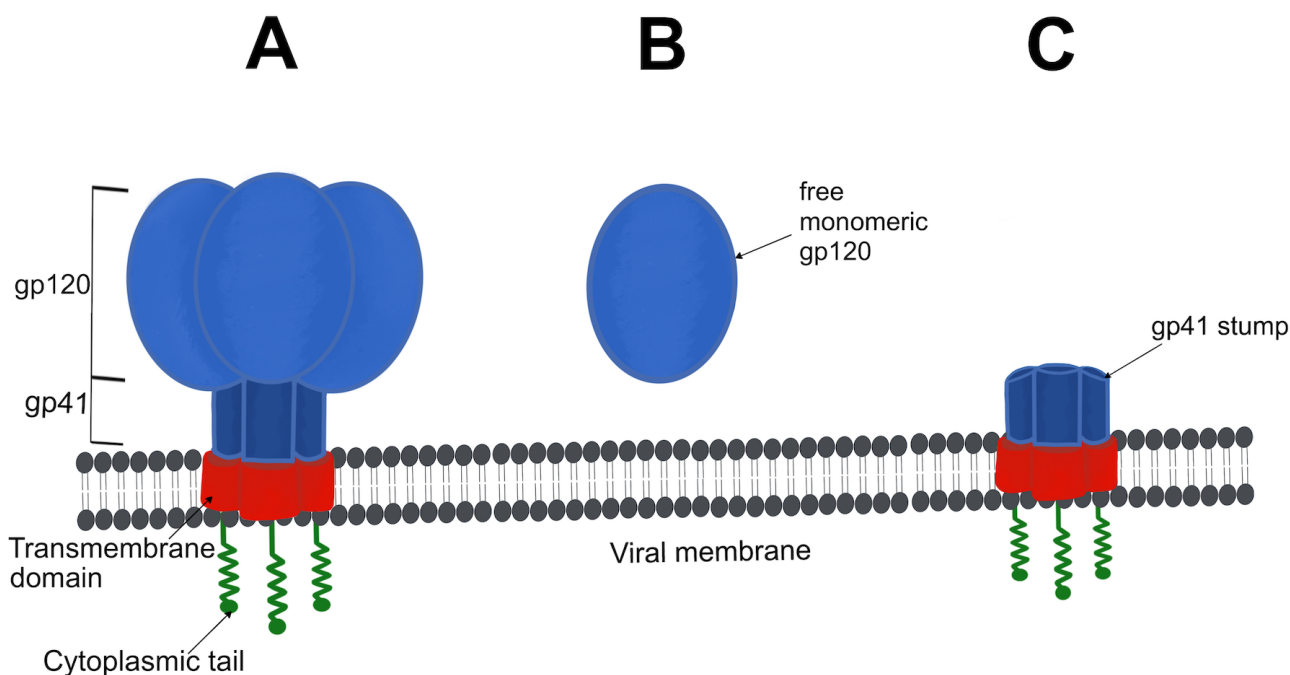 A
B
C
gp120
gp41
free
monomeric
gp120
gp41 stump
Transmembrane
domain
Viral membrane
Cytoplasmic tail